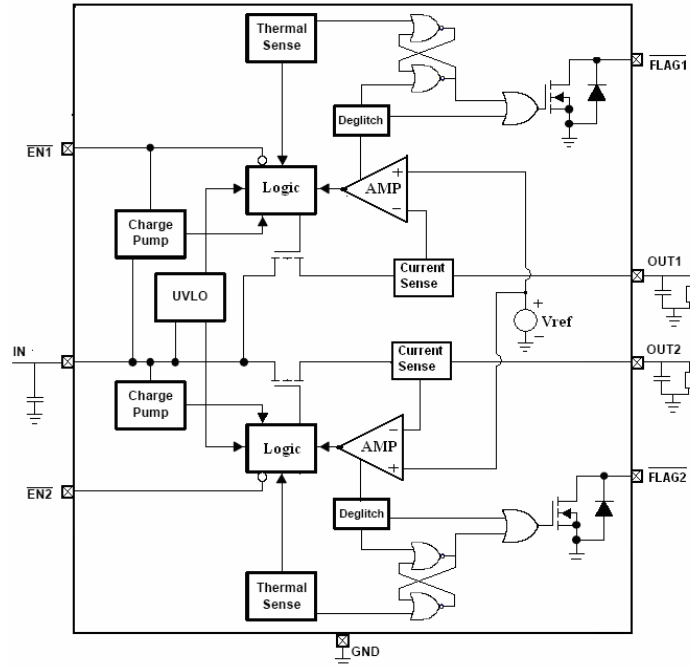 Thermal
Sense
FLAG1
Deglitch
EN1
+
AMP
−
Logic
Charge
Pump
OUT1
Current
Sense
UVLO
+
Vref
−
IN
OUT2
Current
Sense
Charge
Pump
−
AMP
+
Logic
FLAG2
EN2
Deglitch
Thermal
Sense
GND